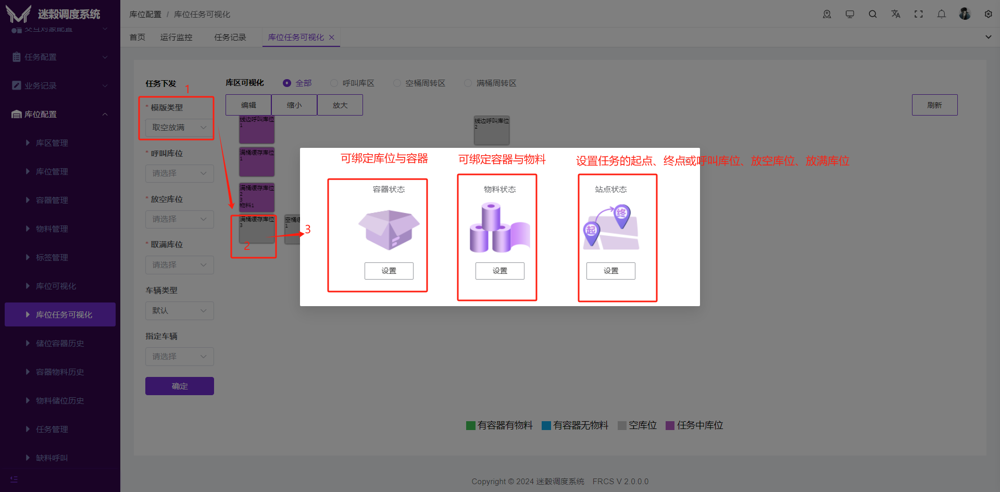 迷毂调度系统
交互对象配置
任务配置
业务记录
库位配置
库区管理
库位管理
容器管理
物料管理
标签管理
库位可视化
库位任务可视化
储位容器历史
容器物料历史
物料储位历史
任务管理
缺料呼叫
库位配置 / 库位任务可视化
首页 运行监控 任务记录 库位任务可视化
任务下发
1
* 模版类型
取空放满
* 呼叫库位
请选择
* 放空库位
请选择
* 取满库位
请选择
车辆类型
默认
指定车辆
请选择
确定
库区可视化 全部 呼叫库区 空桶周转区 满桶周转区
编辑 缩小 放大 刷新
线边呼叫库位
1
线边呼叫库位
2
满桶缓存库位
1
满桶缓存库位
2
3
物料1
满桶缓存库位
3
2
空桶缓
1
3
可绑定库位与容器
可绑定容器与物料
设置任务的起点、终点或呼叫库位、放空库位、放满库位
容器状态
设置
物料状态
设置
站点状态
起
终
设置
有容器有物料 有容器无物料 空库位 任务中库位
Copyright © 2024 迷毂调度系统 FRCS V 2.0.0.0